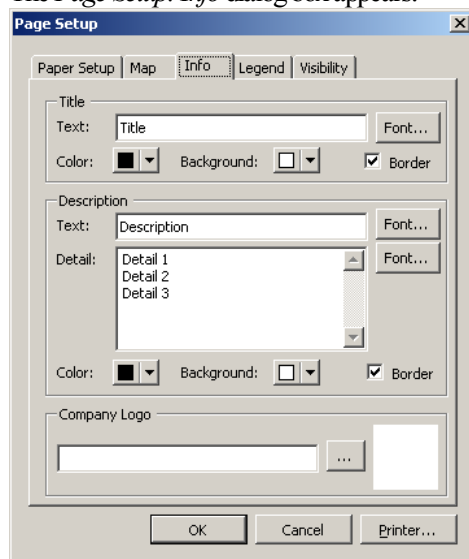 The Page Setup: Info dialog box appears.
Page Setup
Paper Setup Map Info Legend Visibility
Title
Text: Title Font...
Color: Background: Border
Description
Text: Description Font...
Detail: Detail 1 Font...
Detail 2
Detail 3
Color: Background: Border
Company Logo
...
OK Cancel Printer...